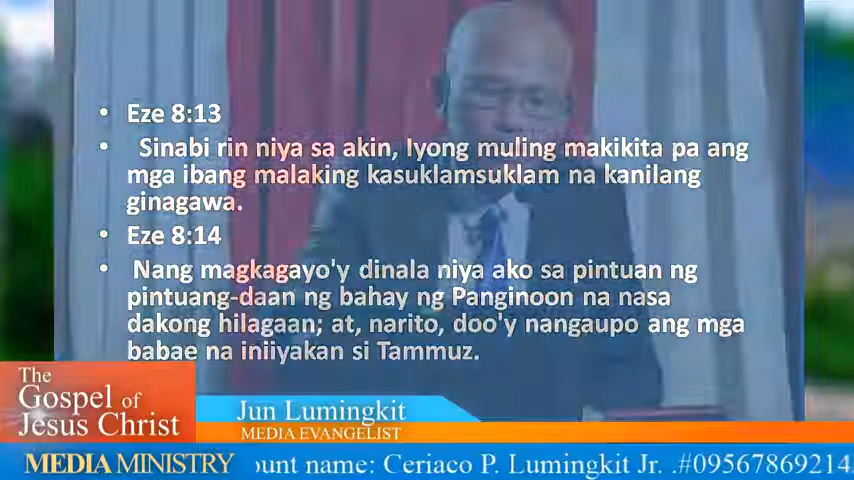 • Eze 8:13
• Sinabi rin niya sa akin, Iyong muling makikita pa ang
mga ibang malaking kasuklamsuklam na kanilang
ginagawa.
• Eze 8:14
• Nang magkagayo'y dinala niya ako sa pintuan ng
pintuang-daan ng bahay ng Panginoon na nasa
dakong hilagaan; at, narito, doo'y nangaupo ang mga
babae na iniiyakan si Tammuz.
The
Gospel of
Jesus Christ
Jun Lumingkit
MEDIA EVANGELIST
MEDIA MINISTRY
ount name: Ceriaco P. Lumingkit Jr. .#09567869214